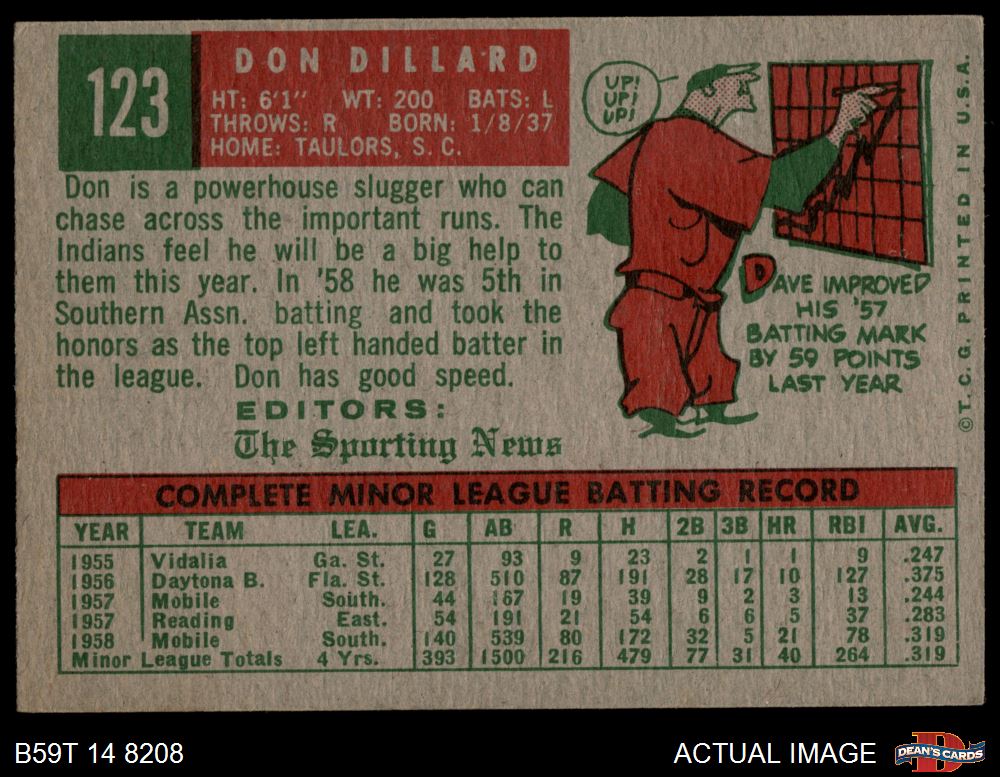 123
DON DILLARD
HT: 6'1" WT: 200 BATS: L
THROWS: R BORN: 1/8/37
HOME: TAULORS, S. C.
Don is a powerhouse slugger who can
chase across the important runs. The
Indians feel he will be a big help to
them this year. In '58 he was 5th in
Southern Assn. batting and took the
honors as the top left handed batter in
the league. Don has good speed.
EDITORS:
The Sporting News
UP!
UP!
UP!
DAVE IMPROVED
HIS '57
BATTING MARK
BY 59 POINTS
LAST YEAR
©T. C. G. PRINTED IN U.S.A.
COMPLETE MINOR LEAGUE BATTING RECORD
YEAR TEAM LEA. G AB R H 2B 3B HR RBI AVG.
1955 Vidalia Ga. St. 27 93 9 23 2 1 1 9 .247
1956 Daytona B. Fla. St. 128 510 87 191 28 17 10 127 .375
1957 Mobile South. 44 167 19 39 9 2 3 13 .244
1957 Reading East. 54 191 21 54 6 6 5 37 .283
1958 Mobile South. 140 539 80 172 32 5 21 78 .319
Minor League Totals 4 Yrs. 393 1500 216 479 77 31 40 264 .319
B59T 14 8208
ACTUAL IMAGE
DEAN'S CARDS